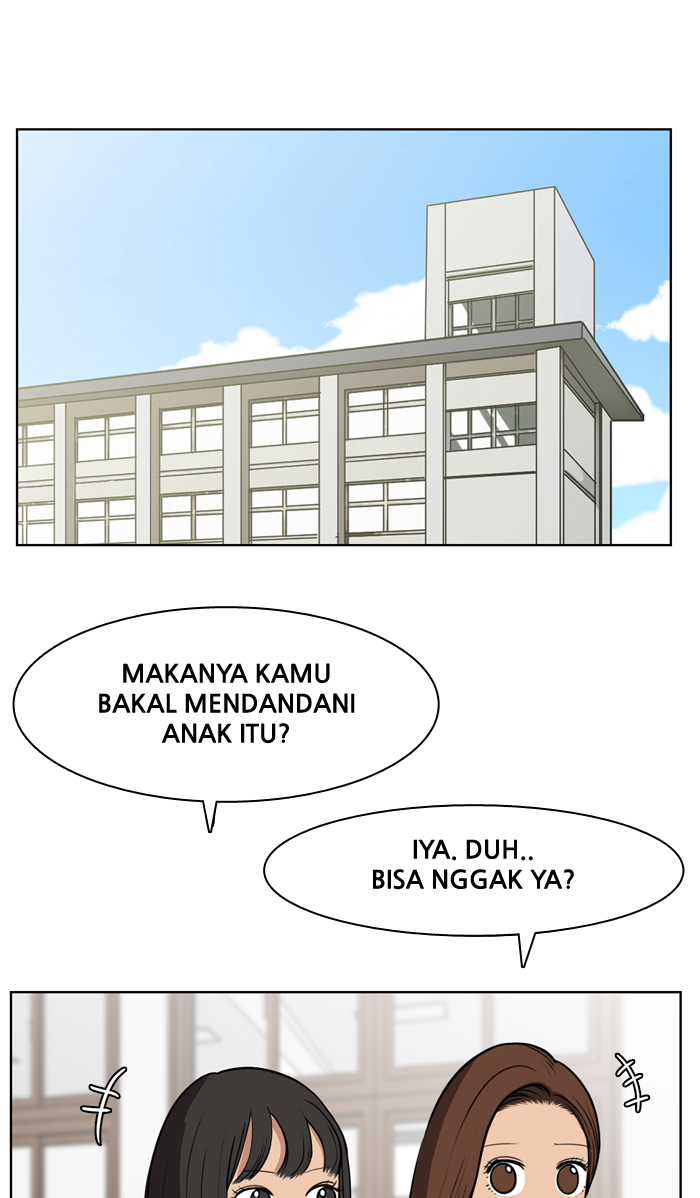 MAKANYA KAMU
BAKAL MENDANDANI
ANAK ITU?
IYA. DUH..
BISA NGGAK YA?